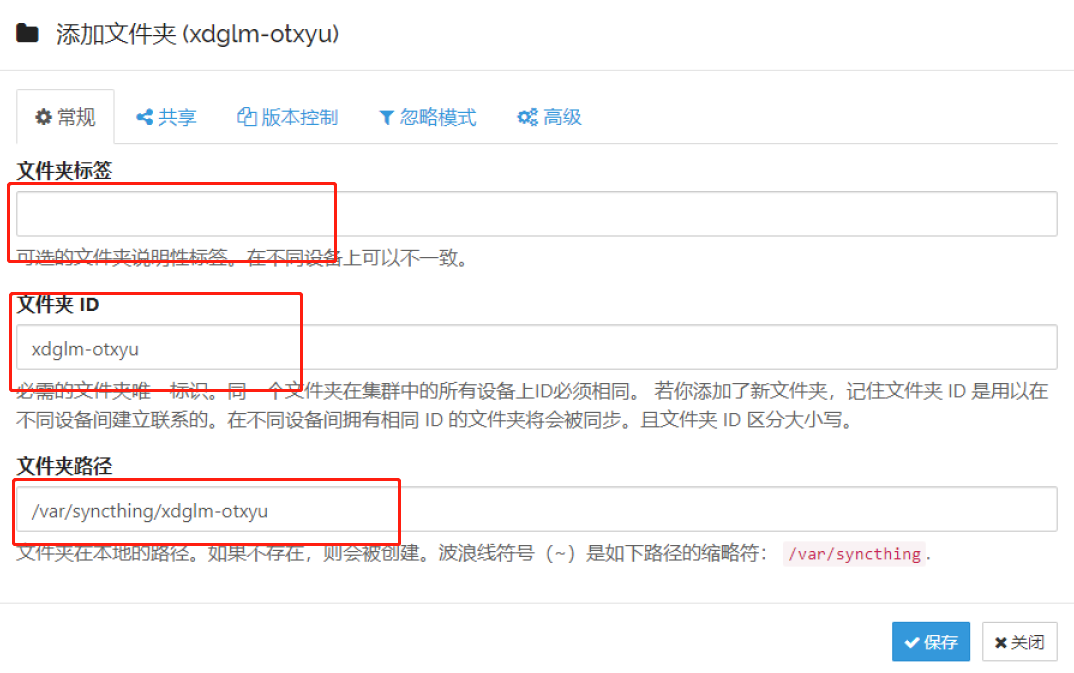 添加文件夹 (xdglm-otxyu)
常规 共享 版本控制 忽略模式 高级
文件夹标签
可选的文件夹说明性标签。在不同设备上可以不一致。
文件夹 ID
xdglm-otxyu
必需的文件夹唯一标识。同一个文件夹在集群中的所有设备上ID必须相同。 若你添加了新文件夹，记住文件夹 ID 是用以在
不同设备间建立联系的。在不同设备间拥有相同 ID 的文件夹将会被同步。且文件夹 ID 区分大小写。
文件夹路径
/var/syncthing/xdglm-otxyu
文件夹在本地的路径。如果不存在，则会被创建。波浪线符号（~）是如下路径的缩略符： /var/syncthing.
保存 关闭